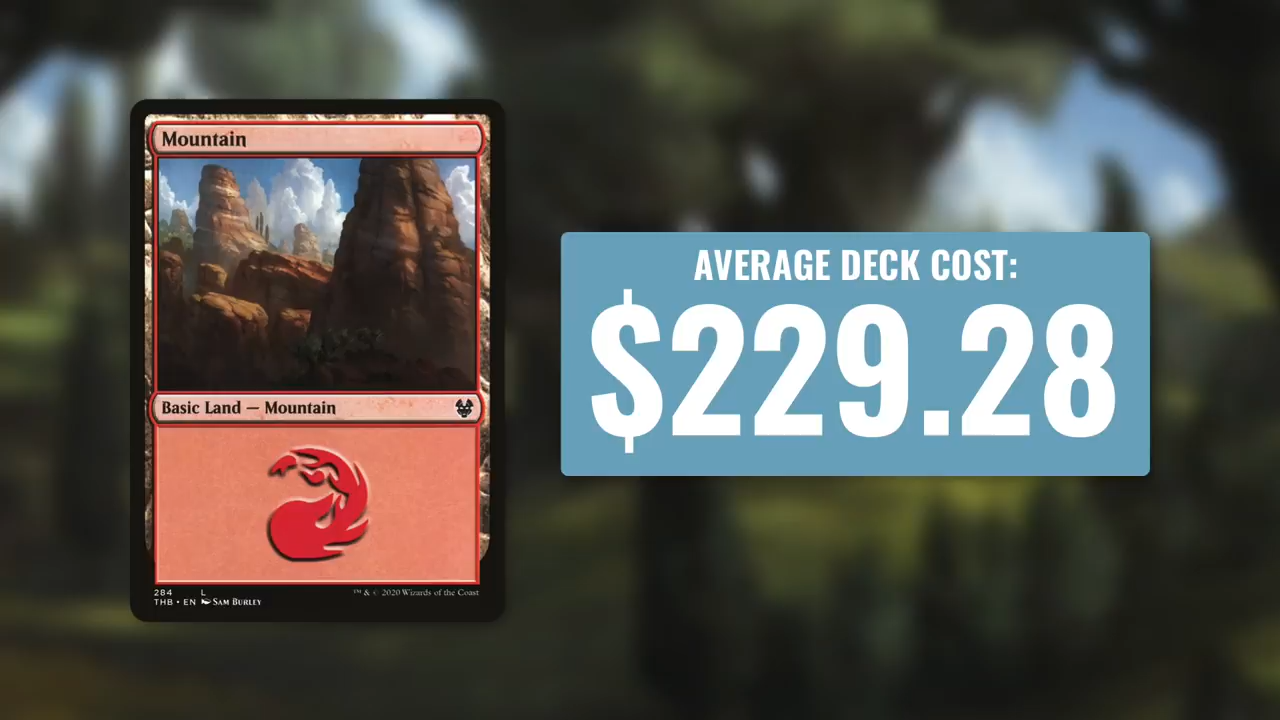 Mountain
Basic Land — Mountain
284 L
THB • EN SAM BURLEY
™ & © 2020 Wizards of the Coast
AVERAGE DECK COST:
$229.28